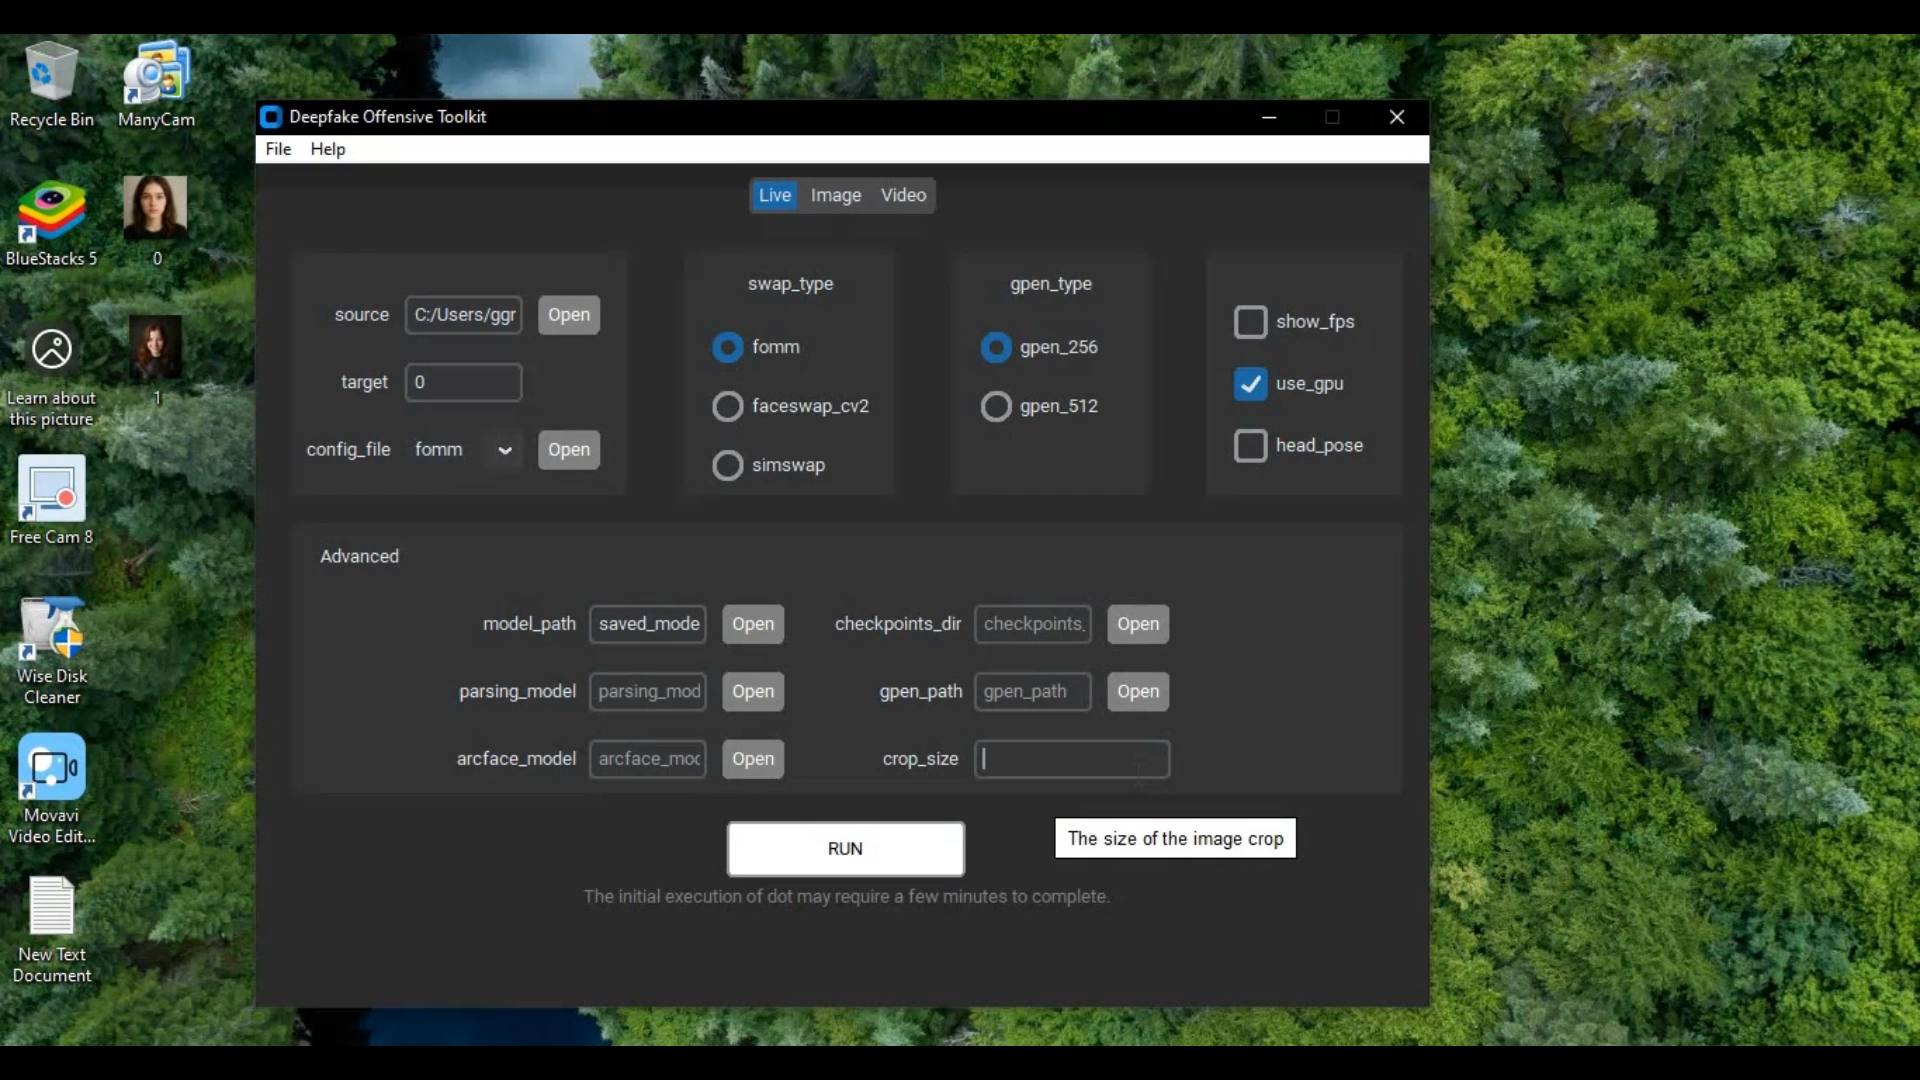 Recycle Bin
ManyCam
BlueStacks 5
0
Learn about
this picture
1
Free Cam 8
Wise Disk
Cleaner
Movavi
Video Edit...
New Text
Document
Deepfake Offensive Toolkit
File Help
Live Image Video
source C:/Users/ggr Open
target 0
config_file fomm Open
swap_type
fomm
faceswap_cv2
simswap
gpen_type
gpen_256
gpen_512
show_fps
use_gpu
head_pose
Advanced
model_path saved_mode Open
checkpoints_dir checkpoints_ Open
parsing_model parsing_mod Open
gpen_path gpen_path Open
arcface_model arcface_moc Open
crop_size
The size of the image crop
RUN
The initial execution of dot may require a few minutes to complete.